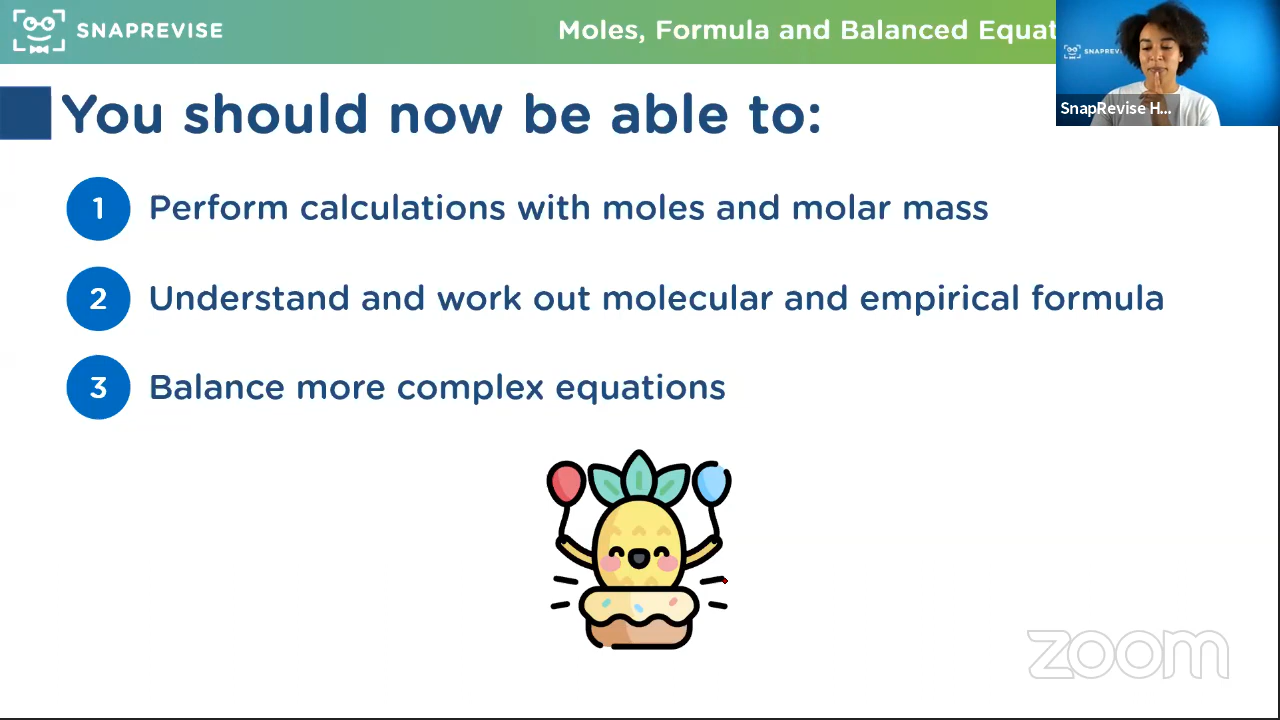 SNAPREVISE
Moles, Formula and Balanced Equat
SNAPREV
SnapRevise H...
You should now be able to:
1 Perform calculations with moles and molar mass
2 Understand and work out molecular and empirical formula
3 Balance more complex equations
zoom